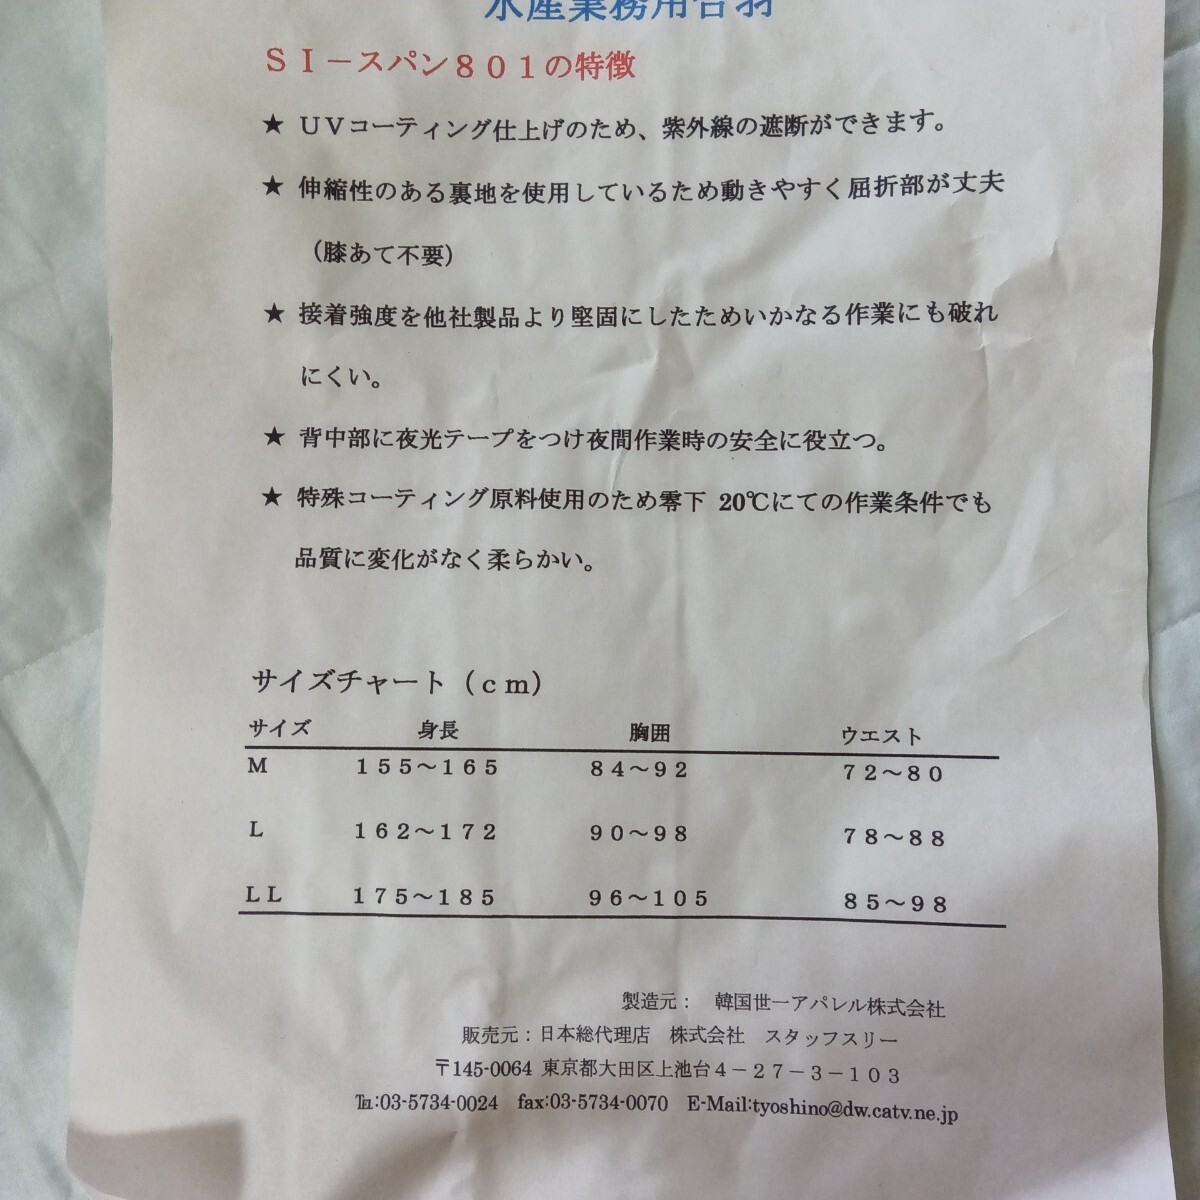 水産業務用合羽
ＳＩ－スパン８０１の特徴
★ ＵＶコーティング仕上げのため、紫外線の遮断ができます。
★ 伸縮性のある裏地を使用しているため動きやすく屈折部が丈夫
（膝あて不要）
★ 接着強度を他社製品より堅固にしたためいかなる作業にも破れ
にくい。
★ 背中部に夜光テープをつけ夜間作業時の安全に役立つ。
★ 特殊コーティング原料使用のため零下 20℃にての作業条件でも
品質に変化がなく柔らかい。
サイズチャート（ｃｍ）
サイズ 身長 胸囲 ウエスト
Ｍ １５５～１６５ ８４～９２ ７２～８０
Ｌ １６２～１７２ ９０～９８ ７８～８８
ＬＬ １７５～１８５ ９６～１０５ ８５～９８
製造元： 韓国世一アパレル株式会社
販売元：日本総代理店 株式会社 スタッフスリー
〒145-0064 東京都大田区上池台４－２７－３－１０３
℡:03-5734-0024 fax:03-5734-0070 E-Mail:tyoshino@dw.catv.ne.jp